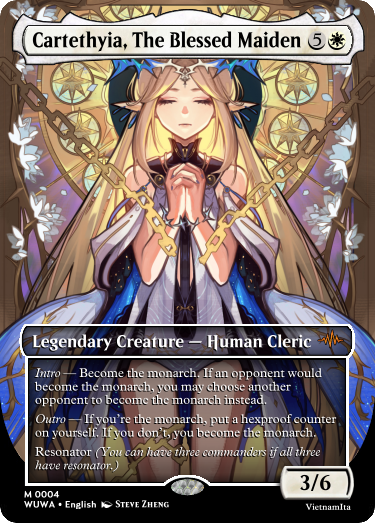 Cartethyia, The Blessed Maiden 5
Legendary Creature — Human Cleric
Intro — Become the monarch. If an opponent would
become the monarch, you may choose another
opponent to become the monarch instead.
Outro — If you're the monarch, put a hexproof counter
on yourself. If you don't, you become the monarch.
Resonator (You can have three commanders if all three
have resonator.)
3/6
M 0004
WUWA • English Steve Zheng
VietnamIta